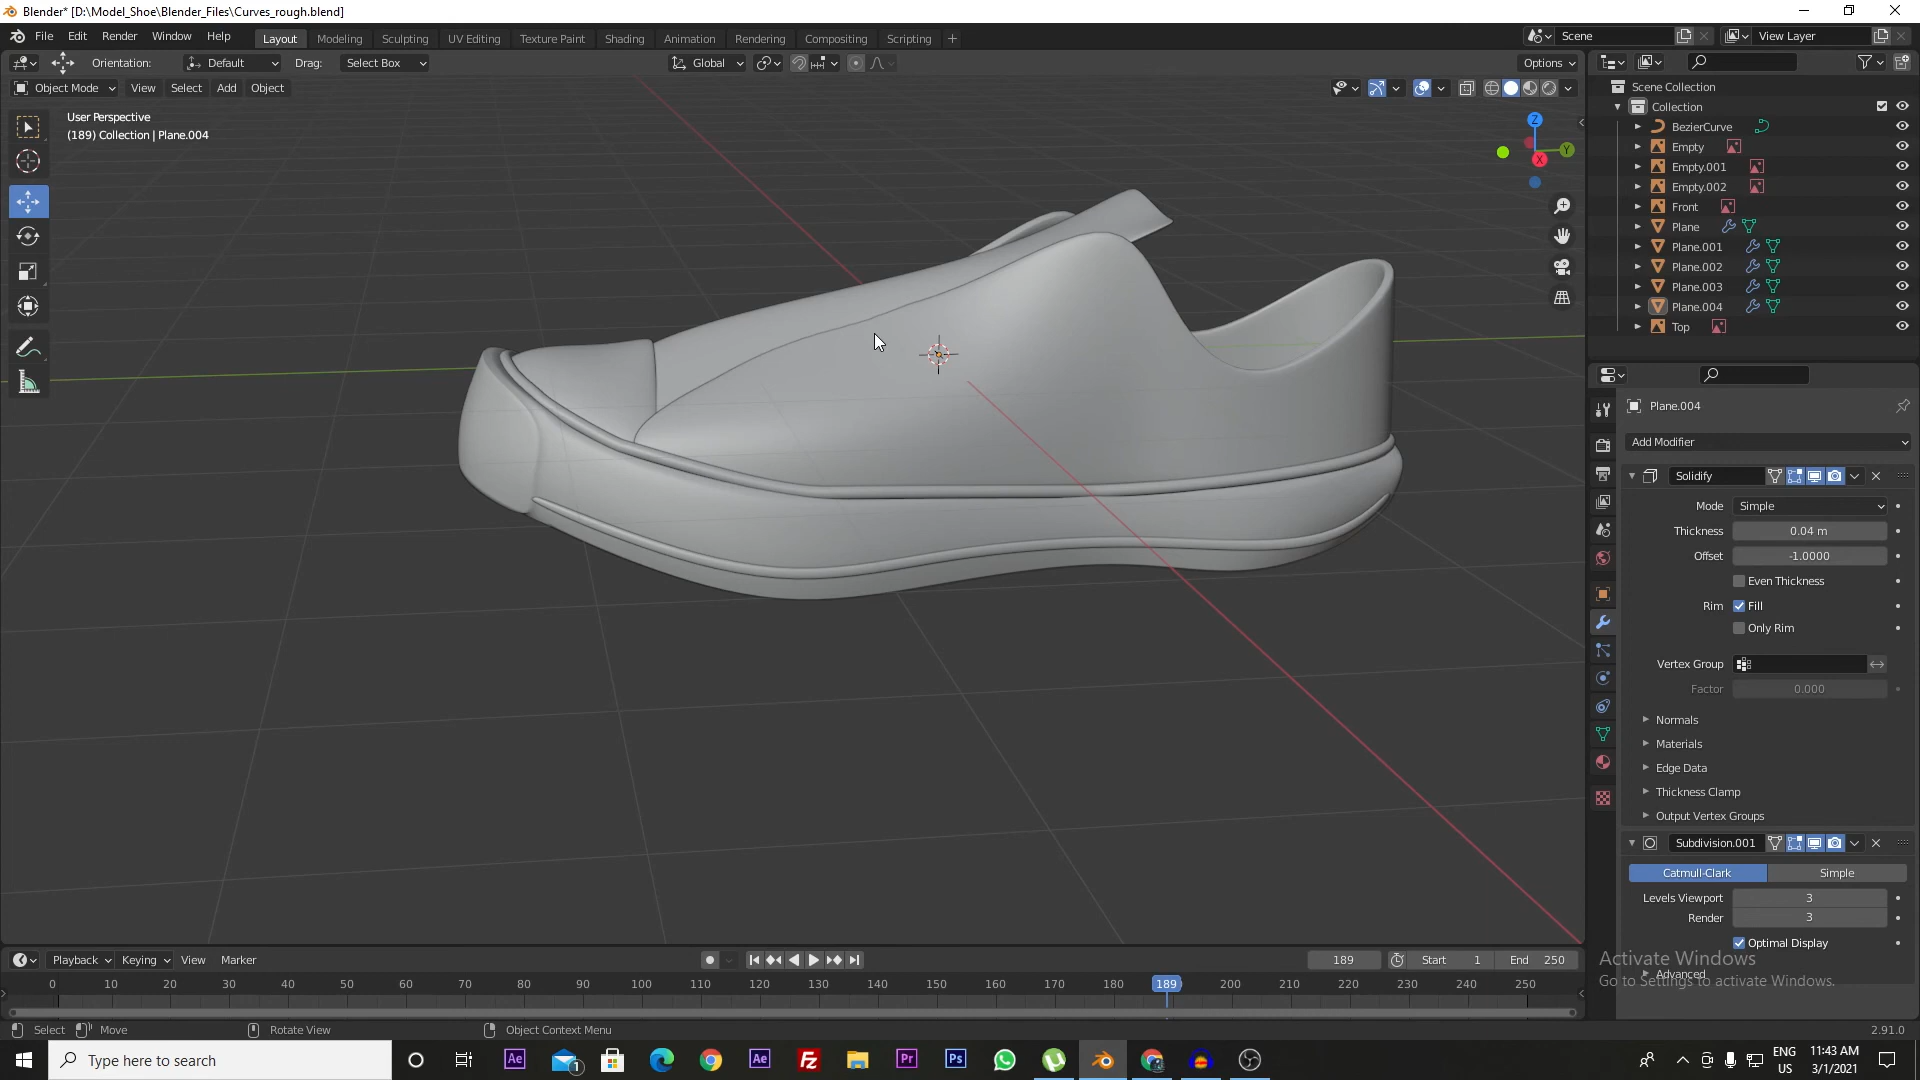 Blender* [D:\Model_Shoe\Blender_Files\Curves_rough.blend]
File Edit Render Window Help Layout Modeling Sculpting UV Editing Texture Paint Shading Animation Rendering Compositing Scripting + Scene View Layer
Orientation: Default Drag: Select Box Global Options
Object Mode View Select Add Object
User Perspective
(189) Collection | Plane.004
Z
Y
X
Scene Collection
Collection
BezierCurve
Empty
Empty.001
Empty.002
Front
Plane
Plane.001
Plane.002
Plane.003
Plane.004
Top
Plane.004
Add Modifier
Solidify
Mode Simple
Thickness 0.04 m
Offset -1.0000
Even Thickness
Rim Fill
Only Rim
Vertex Group
Factor 0.000
Normals
Materials
Edge Data
Thickness Clamp
Output Vertex Groups
Subdivision.001
Catmull-Clark Simple
Levels Viewport 3
Render 3
Optimal Display
Advanced
Activate Windows
Go to Settings to activate Windows.
Playback Keying View Marker 189 Start 1 End 250
0 10 20 30 40 50 60 70 80 90 100 110 120 130 140 150 160 170 180 189 200 210 220 230 240 250
Select Move Rotate View Object Context Menu 2.91.0
Type here to search
Ae 1 Ae Fz Pr Ps
ENG
US
11:43 AM
3/1/2021